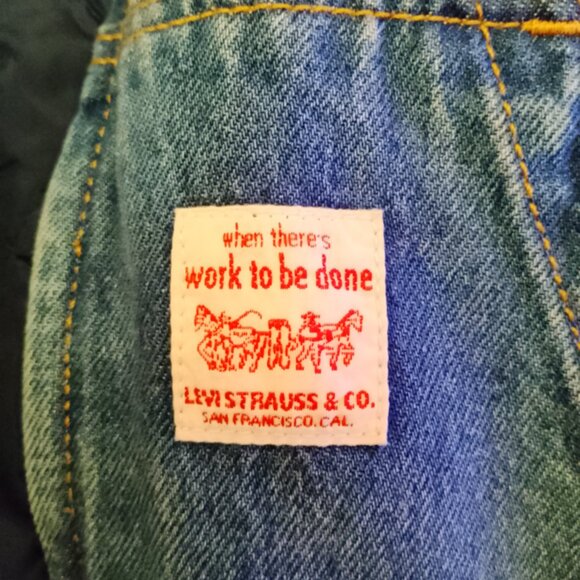 when there's
work to be done
LEVI STRAUSS & CO.
SAN FRANCISCO. CAL.